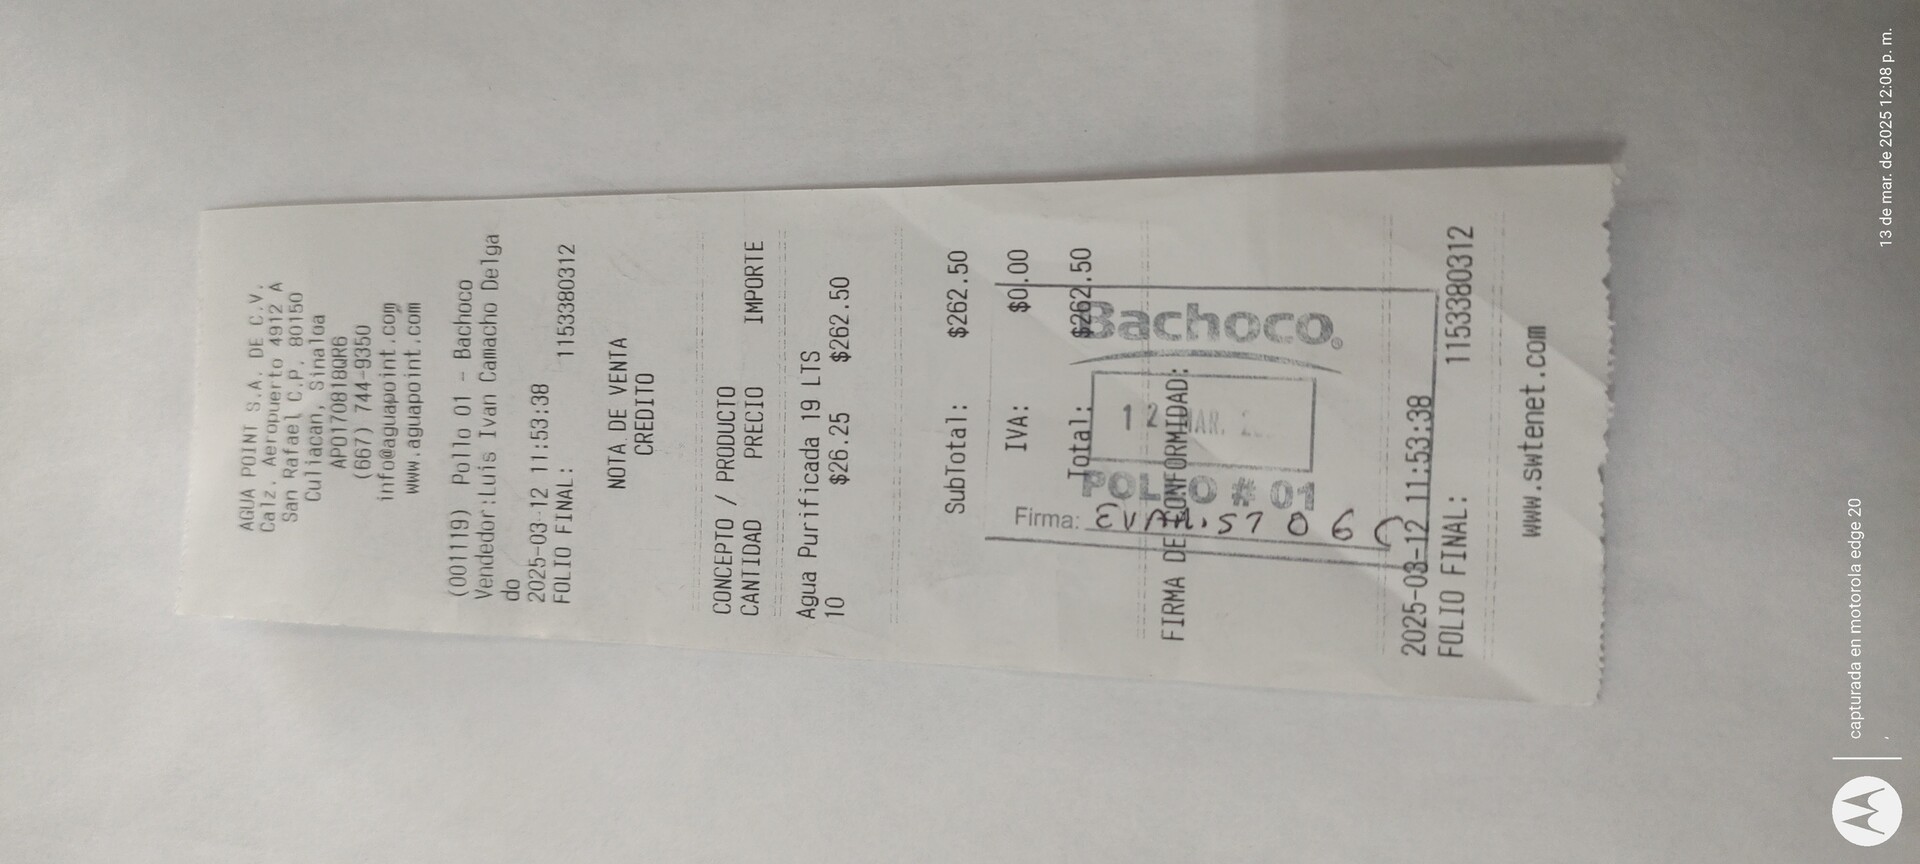 AGUA POINT S.A. DE C.V.
Calz. Aeropuerto 4912 A
San Rafael C.P. 80150
Culiacan, Sinaloa
APO170818QR6
(667) 744-9350
info@aguapoint.com
www.aguapoint.com
(001119) Pollo 01 - Bachoco
Vendedor:Luis Ivan Camacho Delga
do
2025-03-12 11:53:38
FOLIO FINAL: 1153380312
NOTA DE VENTA
CREDITO
CONCEPTO / PRODUCTO
CANTIDAD PRECIO IMPORTE
Agua Purificada 19 LTS
10 $26.25 $262.50
SubTotal: $262.50
IVA: $0.00
Total: $262.50
Bachoco®
12 MAR.
POLLO # 01
Firma:
FIRMA DE CONFORMIDAD:
2025-03-12 11:53:38
FOLIO FINAL: 1153380312
www.swtenet.com
capturada en motorola edge 20
13 de mar. de 2025 12:08 p. m.